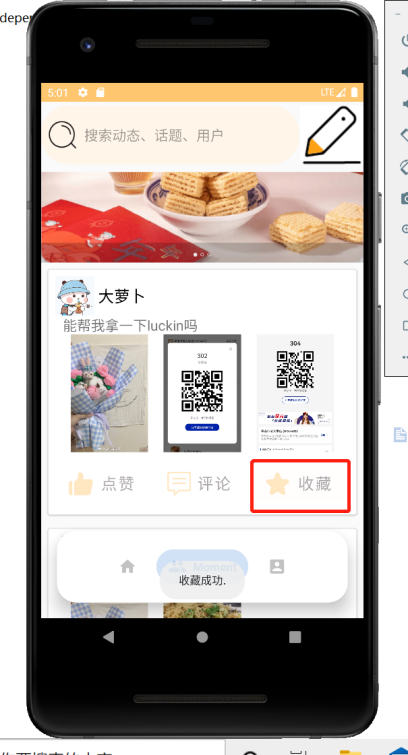 depen
5:01
LTE
搜索动态、话题、用户
大萝卜
能帮我拿一下luckin吗
302
304
点赞
评论
收藏
Moment
收藏成功.